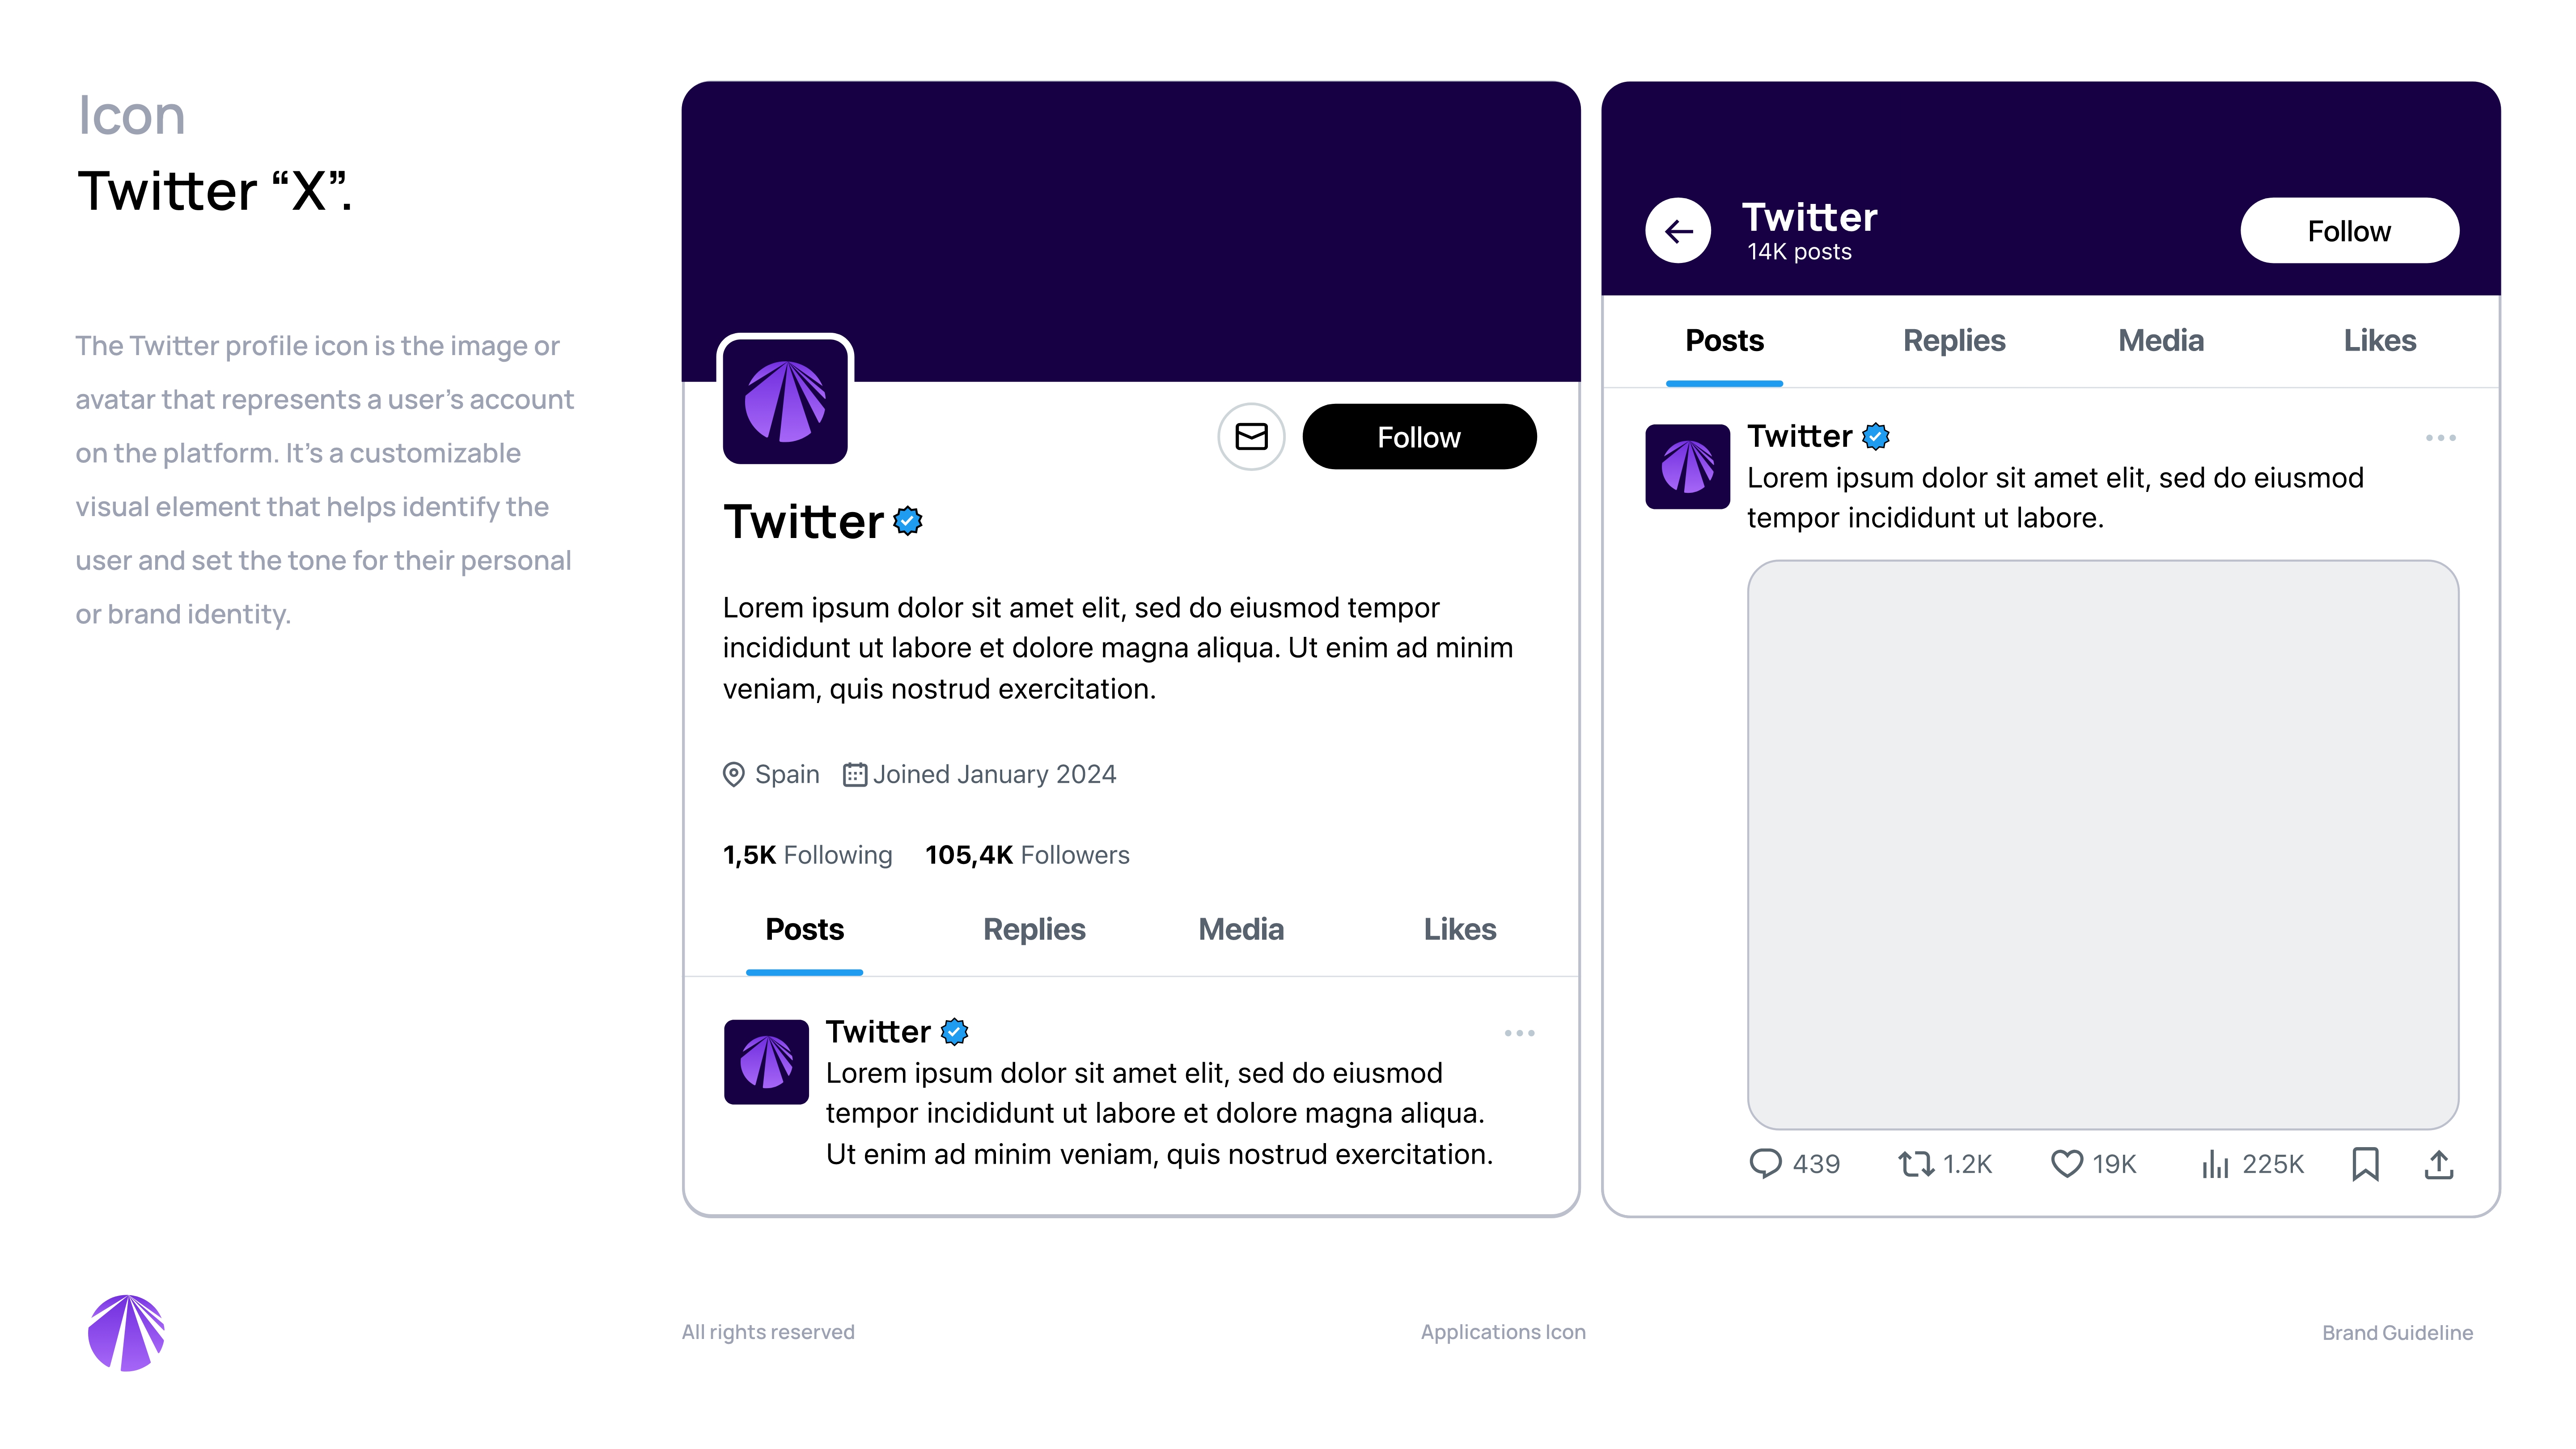 Icon
Twitter “X”.
The Twitter profile icon is the image or
avatar that represents a user’s account
on the platform. It’s a customizable
visual element that helps identify the
user and set the tone for their personal
or brand identity.
Follow
Twitter
Lorem ipsum dolor sit amet elit, sed do eiusmod tempor
incididunt ut labore et dolore magna aliqua. Ut enim ad minim
veniam, quis nostrud exercitation.
Spain Joined January 2024
1,5K Following 105,4K Followers
Posts Replies Media Likes
Twitter
Lorem ipsum dolor sit amet elit, sed do eiusmod
tempor incididunt ut labore et dolore magna aliqua.
Ut enim ad minim veniam, quis nostrud exercitation.
Twitter
14K posts
Follow
Posts Replies Media Likes
Twitter
Lorem ipsum dolor sit amet elit, sed do eiusmod
tempor incididunt ut labore.
439 1.2K 19K 225K
All rights reserved
Applications Icon
Brand Guideline